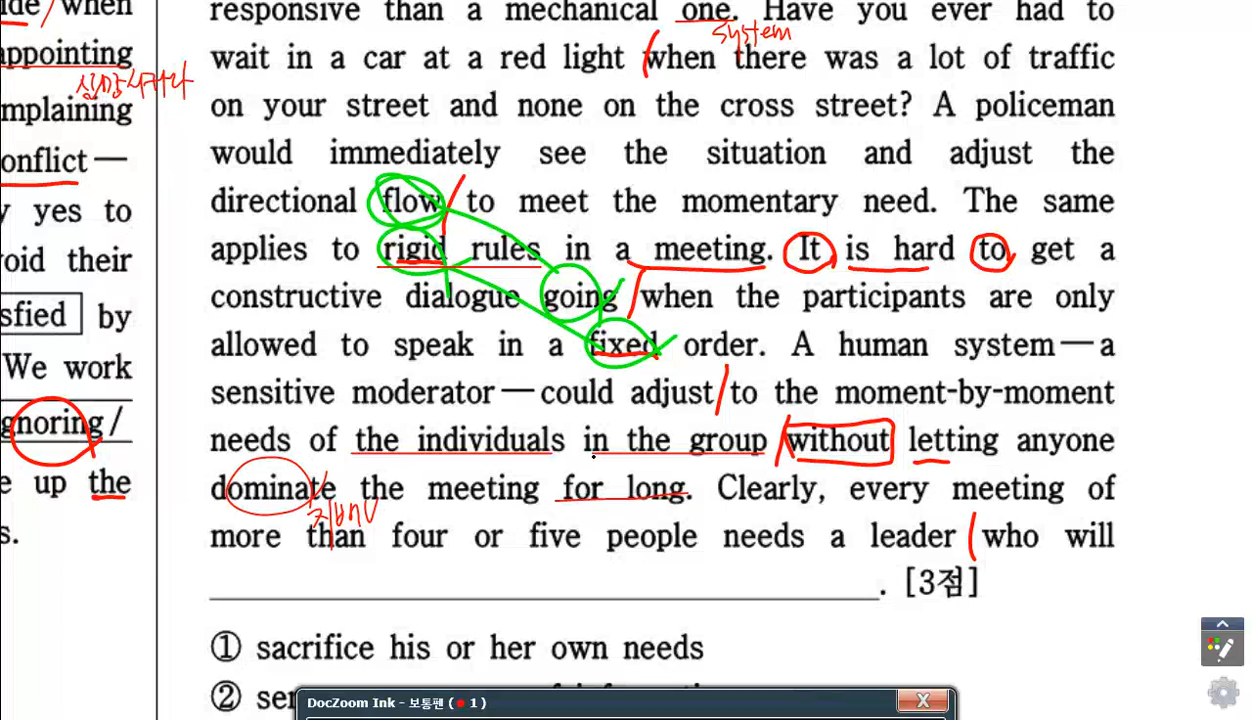 ide when
appointing
실망시키다
mplaining
onflict—
y yes to
void their
sfied by
We work
gnoring/
e up the
s.
responsive than a mechanical one. Have you ever had to
system
wait in a car at a red light when there was a lot of traffic
on your street and none on the cross street? A policeman
would immediately see the situation and adjust the
directional flow to meet the momentary need. The same
applies to rigid rules in a meeting. It is hard to get a
constructive dialogue going when the participants are only
allowed to speak in a fixed order. A human system—a
sensitive moderator—could adjust to the moment-by-moment
needs of the individuals in the group without letting anyone
dominate the meeting for long. Clearly, every meeting of
지배
more than four or five people needs a leader who will
. [3점]
① sacrifice his or her own needs
② ser
DocZoom Ink - 보통펜 ( 1 )
X